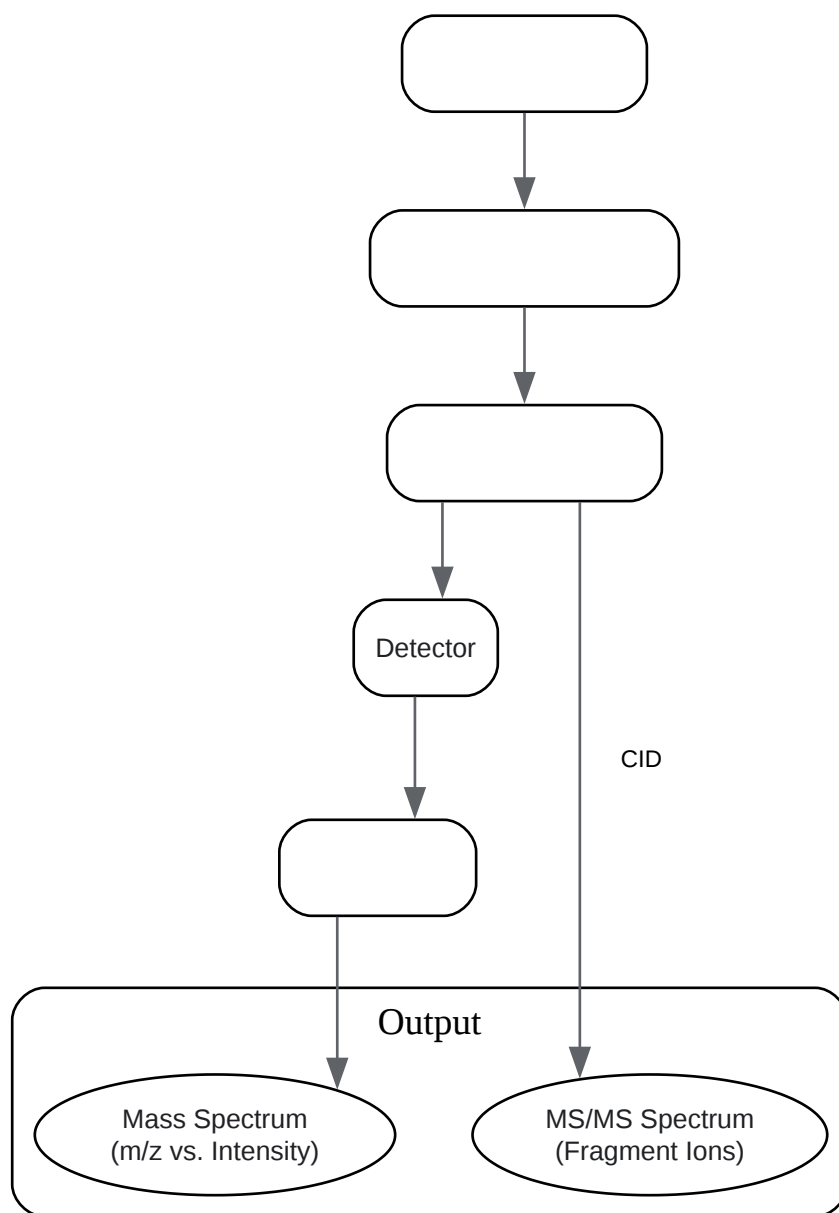 Detector
CID
Output
Mass Spectrum
(m/z vs. Intensity)
MS/MS Spectrum
(Fragment Ions)